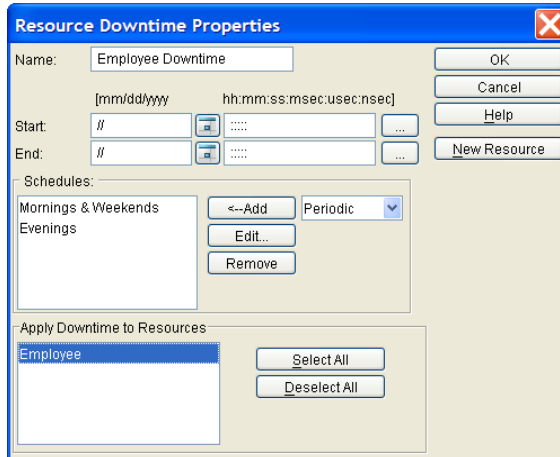 Resource Downtime Properties
Name: Employee Downtime
OK
Cancel
[mm/dd/yyyy hh:mm:ss:msec:usec:nsec]
Help
Start: // ::::: ...
End: // ::::: ...
New Resource
Schedules:
Mornings & Weekends
Evenings
<--Add Periodic
Edit...
Remove
Apply Downtime to Resources
Employee
Select All
Deselect All